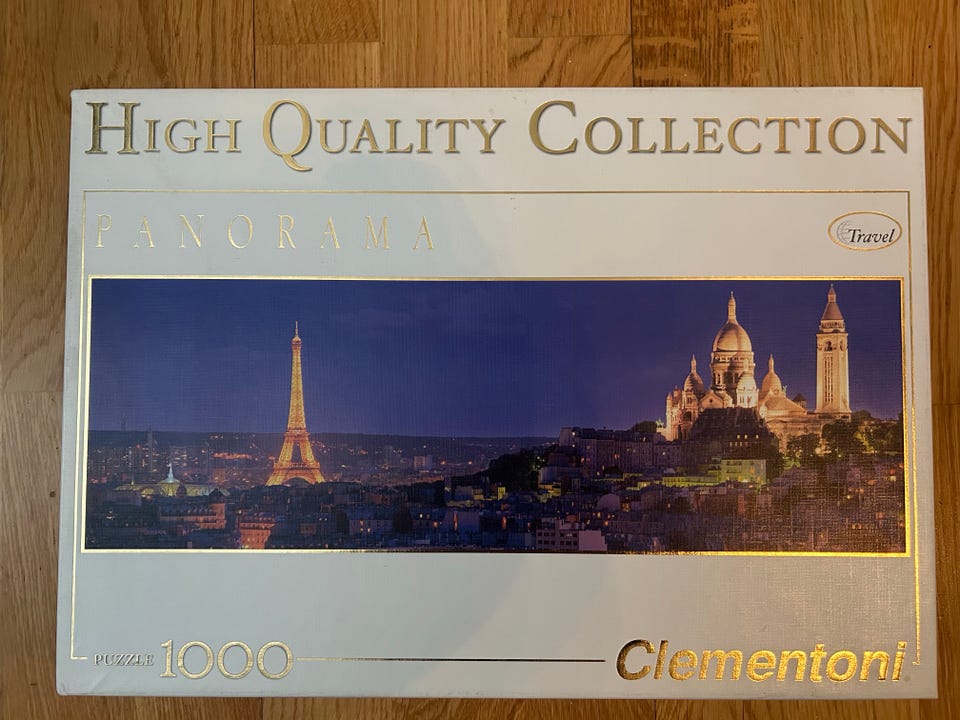 HIGH QUALITY COLLECTION
PANORAMA
Travel
PUZZLE 1000
Clementoni